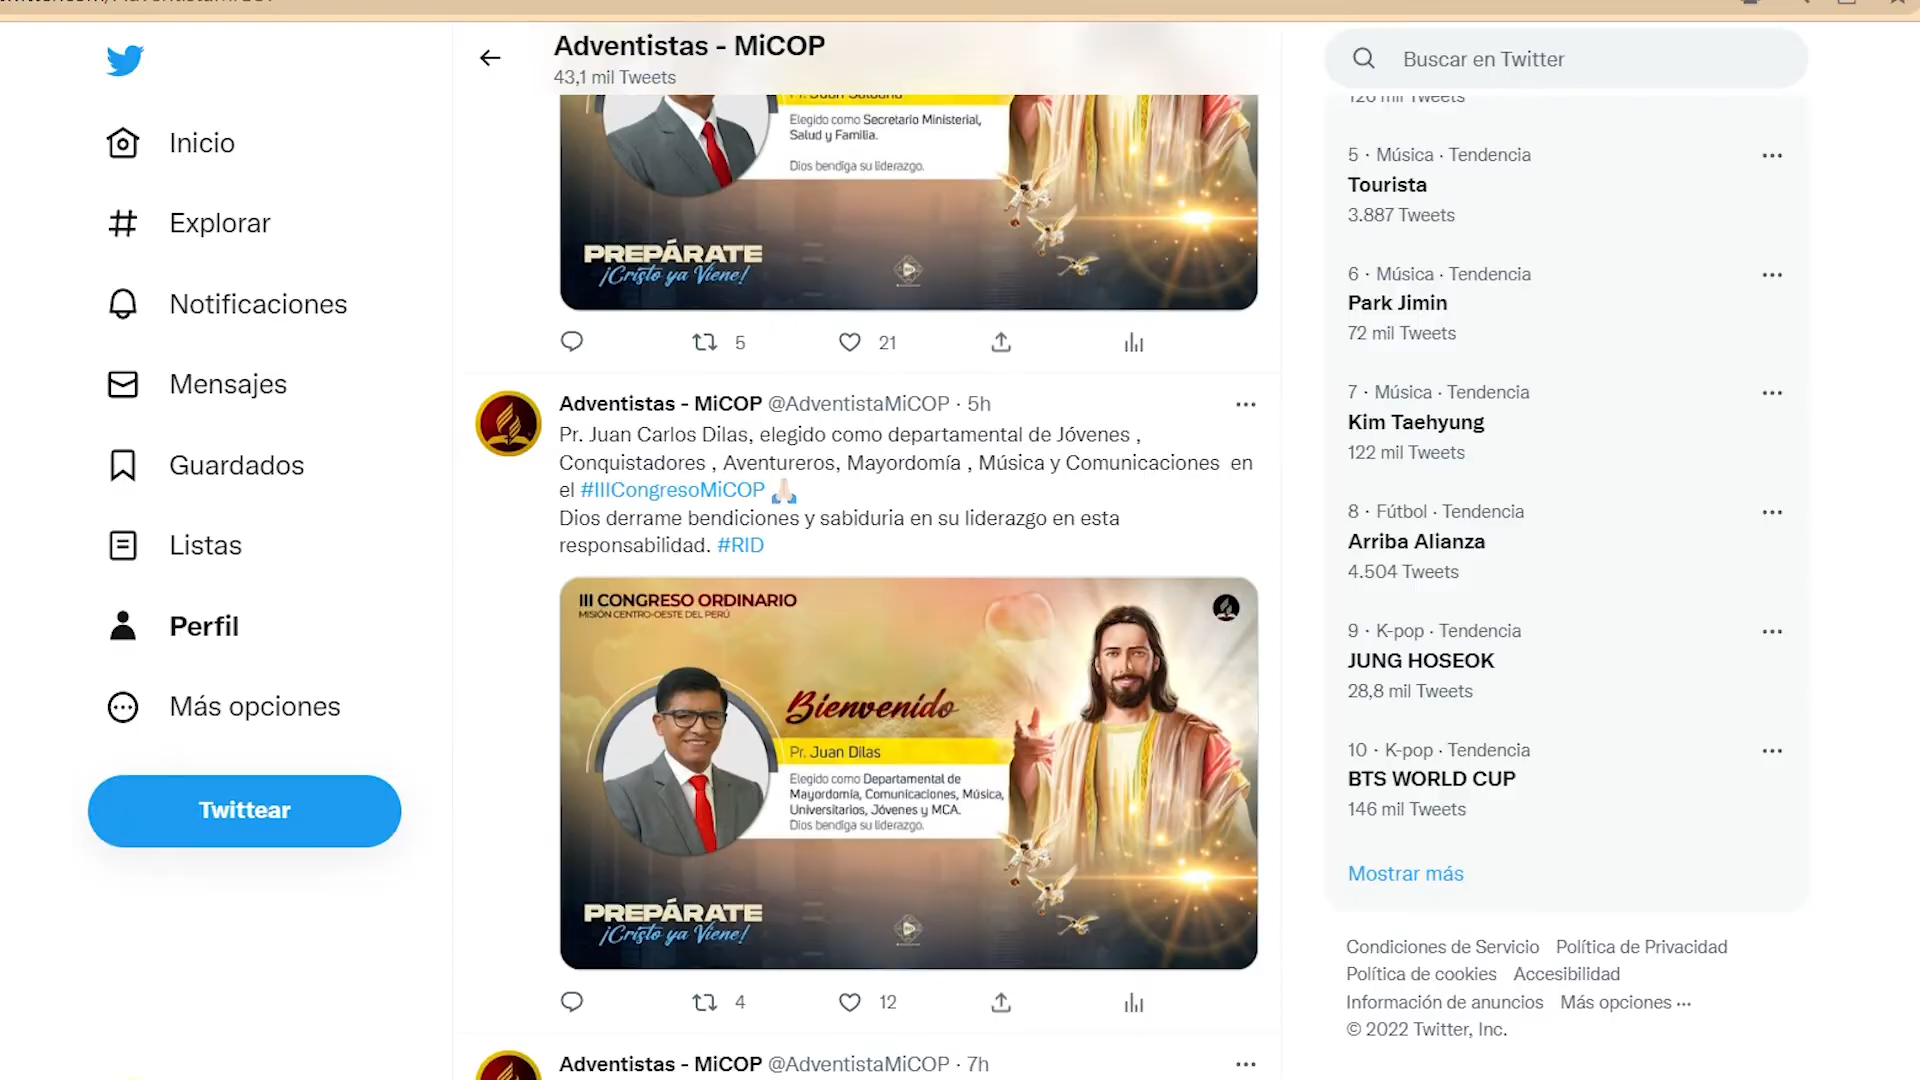 Inicio
Explorar
Notificaciones
Mensajes
Guardados
Listas
Perfil
Más opciones
Twittear
Adventistas - MiCOP
43,1 mil Tweets
Elegido como Secretario Ministerial,
Salud y Familia.
Dios bendiga su liderazgo.
PREPÁRATE
¡Cristo ya Viene!
5
21
Adventistas - MiCOP @AdventistaMiCOP · 5h
Pr. Juan Carlos Dilas, elegido como departamental de Jóvenes ,
Conquistadores , Aventureros, Mayordomía , Música y Comunicaciones en
el #IIICongresoMiCOP
Dios derrame bendiciones y sabiduria en su liderazgo en esta
responsabilidad. #RID
III CONGRESO ORDINARIO
MISIÓN CENTRO-OESTE DEL PERÚ
Bienvenido
Pr. Juan Dilas
Elegido como Departamental de
Mayordomía, Comunicaciones, Música,
Universitarios, Jóvenes y MCA.
Dios bendiga su liderazgo.
PREPÁRATE
¡Cristo ya Viene!
4
12
Adventistas - MiCOP @AdventistaMiCOP · 7h
Buscar en Twitter
5 · Música · Tendencia
Tourista
3.887 Tweets
6 · Música · Tendencia
Park Jimin
72 mil Tweets
7 · Música · Tendencia
Kim Taehyung
122 mil Tweets
8 · Fútbol · Tendencia
Arriba Alianza
4.504 Tweets
9 · K-pop · Tendencia
JUNG HOSEOK
28,8 mil Tweets
10 · K-pop · Tendencia
BTS WORLD CUP
146 mil Tweets
Mostrar más
Condiciones de Servicio Política de Privacidad
Política de cookies Accesibilidad
Información de anuncios Más opciones ···
© 2022 Twitter, Inc.